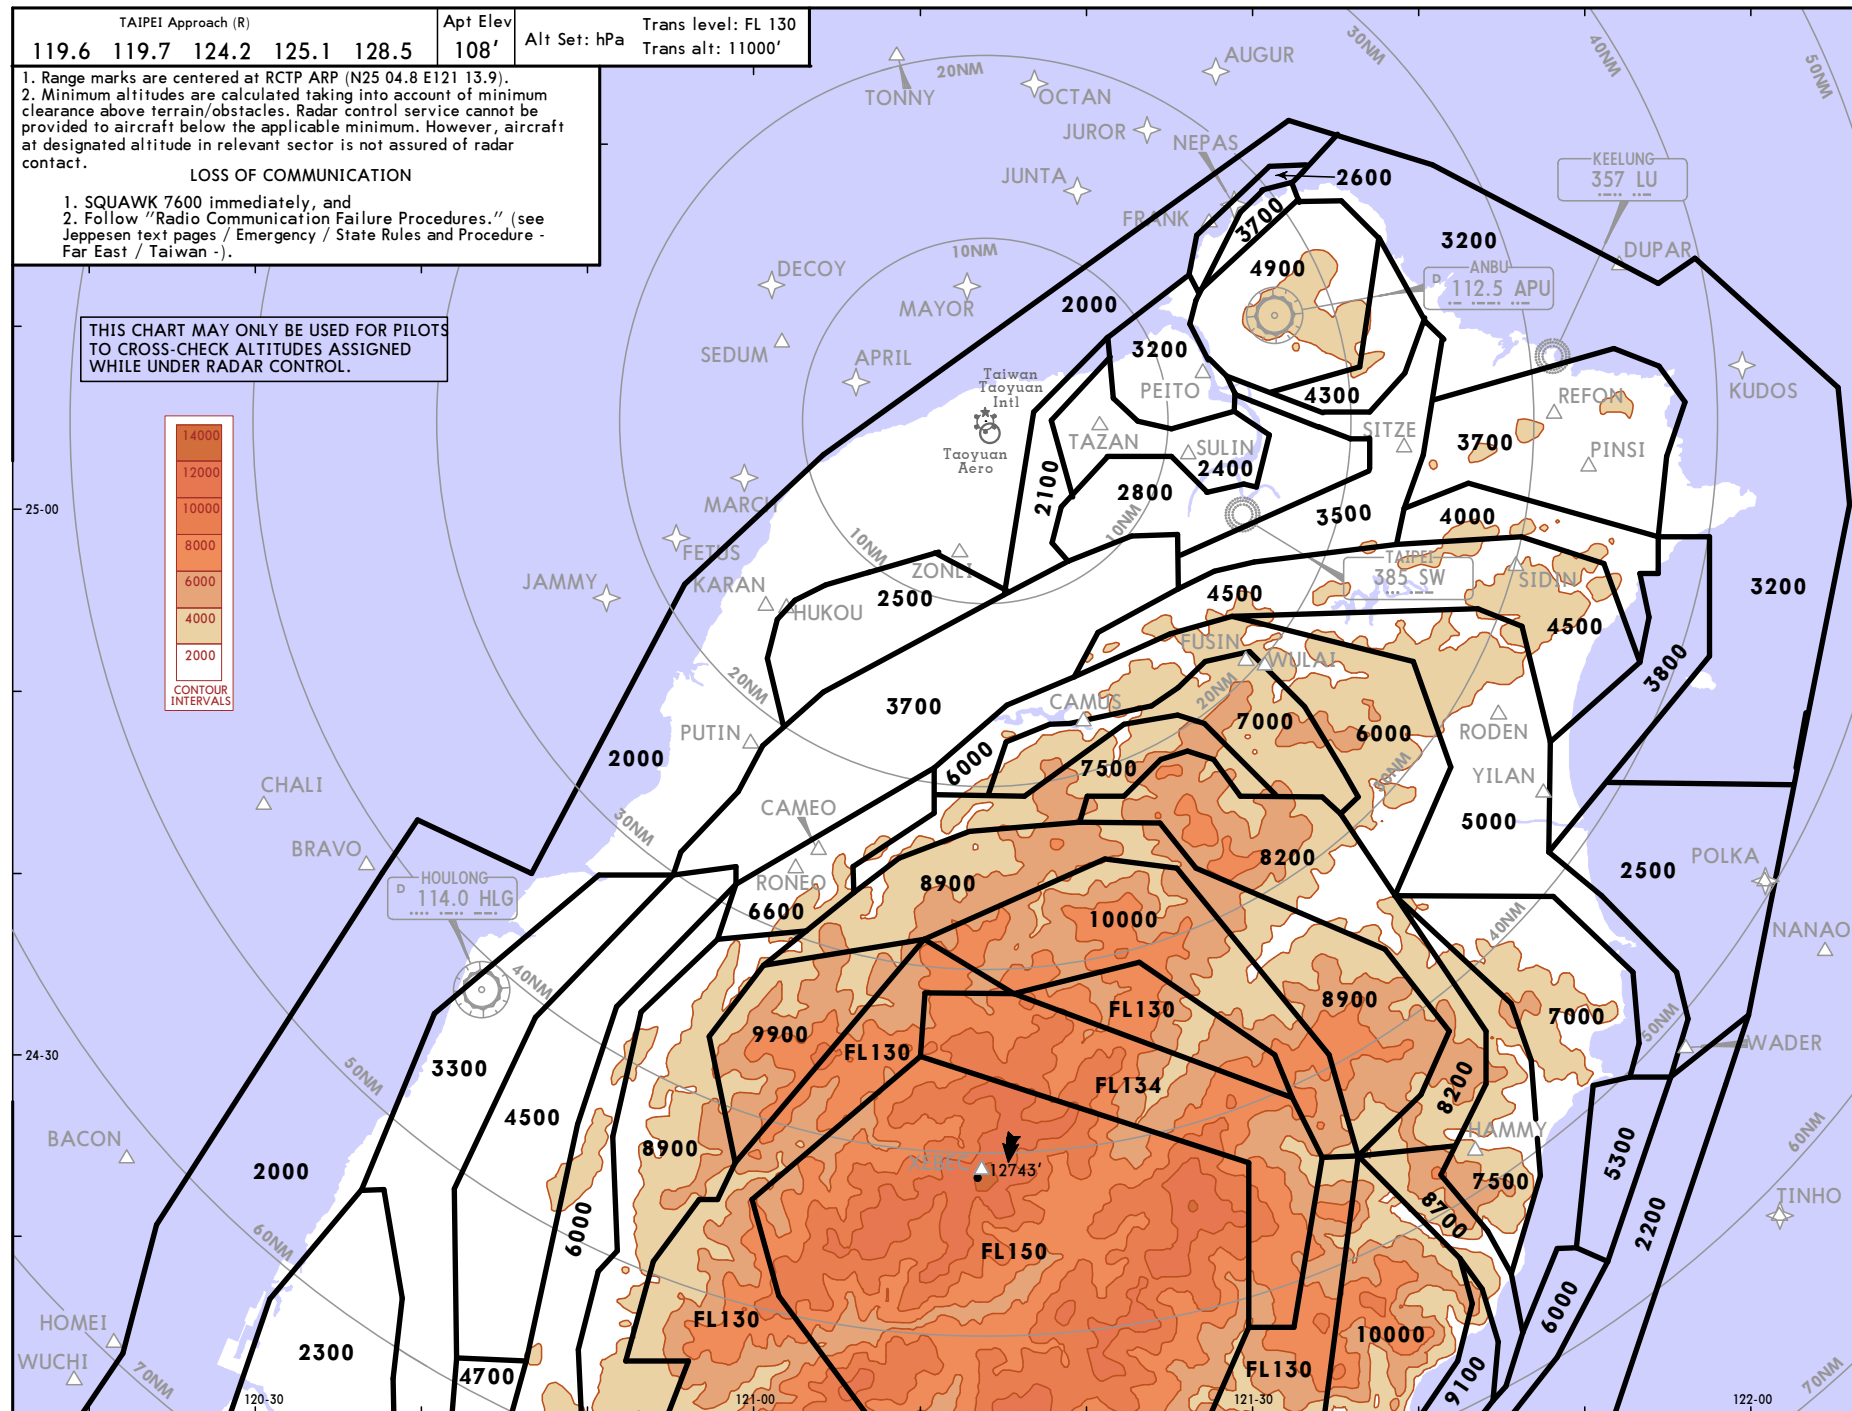 TAIPEI Approach (R)
119.6 119.7 124.2 125.1 128.5
Apt Elev
108'
Alt Set: hPa
Trans level: FL 130
Trans alt: 11000'
1. Range marks are centered at RCTP ARP (N25 04.8 E121 13.9).
2. Minimum altitudes are calculated taking into account of minimum
clearance above terrain/obstacles. Radar control service cannot be
provided to aircraft below the applicable minimum. However, aircraft
at designated altitude in relevant sector is not assured of radar
contact.
LOSS OF COMMUNICATION
1. SQUAWK 7600 immediately, and
2. Follow "Radio Communication Failure Procedures." (see
Jeppesen text pages / Emergency / State Rules and Procedure -
Far East / Taiwan -).
THIS CHART MAY ONLY BE USED FOR PILOTS
TO CROSS-CHECK ALTITUDES ASSIGNED
WHILE UNDER RADAR CONTROL.
14000
12000
10000
8000
6000
4000
2000
CONTOUR
INTERVALS
TONNY
20NM
OCTAN
AUGUR
30NM
40NM
50NM
JUROR
NEPAS
JUNTA
2600
KEELUNG
357 LU
FRANK
3700
3200
DUPAR
10NM
DECOY
MAYOR
4900
ANBU
D 112.5 APU
2000
SEDUM
APRIL
3200
PEITO
4300
KUDOS
REFON
Taiwan
Taoyuan
Intl
Taoyuan
Aero
TAZAN
SULIN
2400
SITZE
3700
PINSI
2100
2800
10NM
3500
4000
MARCH
25-00
FETUS
10NM
ZONLI
TAIPEI
385 SW
SIDIN
JAMMY
KARAN
HUKOU
2500
4500
4500
3200
FUSIN
WULAI
3800
20NM
20NM
3700
CAMUS
7000
6000
RODEN
PUTIN
2000
6000
7500
30NM
YILAN
CHALI
CAMEO
30NM
5000
BRAVO
8200
2500
POLKA
HOULONG
D 114.0 HLG
RONEO
8900
6600
10000
40NM
NANAO
40NM
8900
FL130
7000
50NM
WADER
9900
FL130
24-30
3300
50NM
FL134
8200
4500
HAMMY
BACON
8900
XEBEC
12743'
5300
2000
7500
TINHO
60NM
8700
2200
6000
60NM
FL150
6000
HOMEI
FL130
10000
WUCHI
2300
4700
FL130
9100
70NM
70NM
120-30
121-00
121-30
122-00